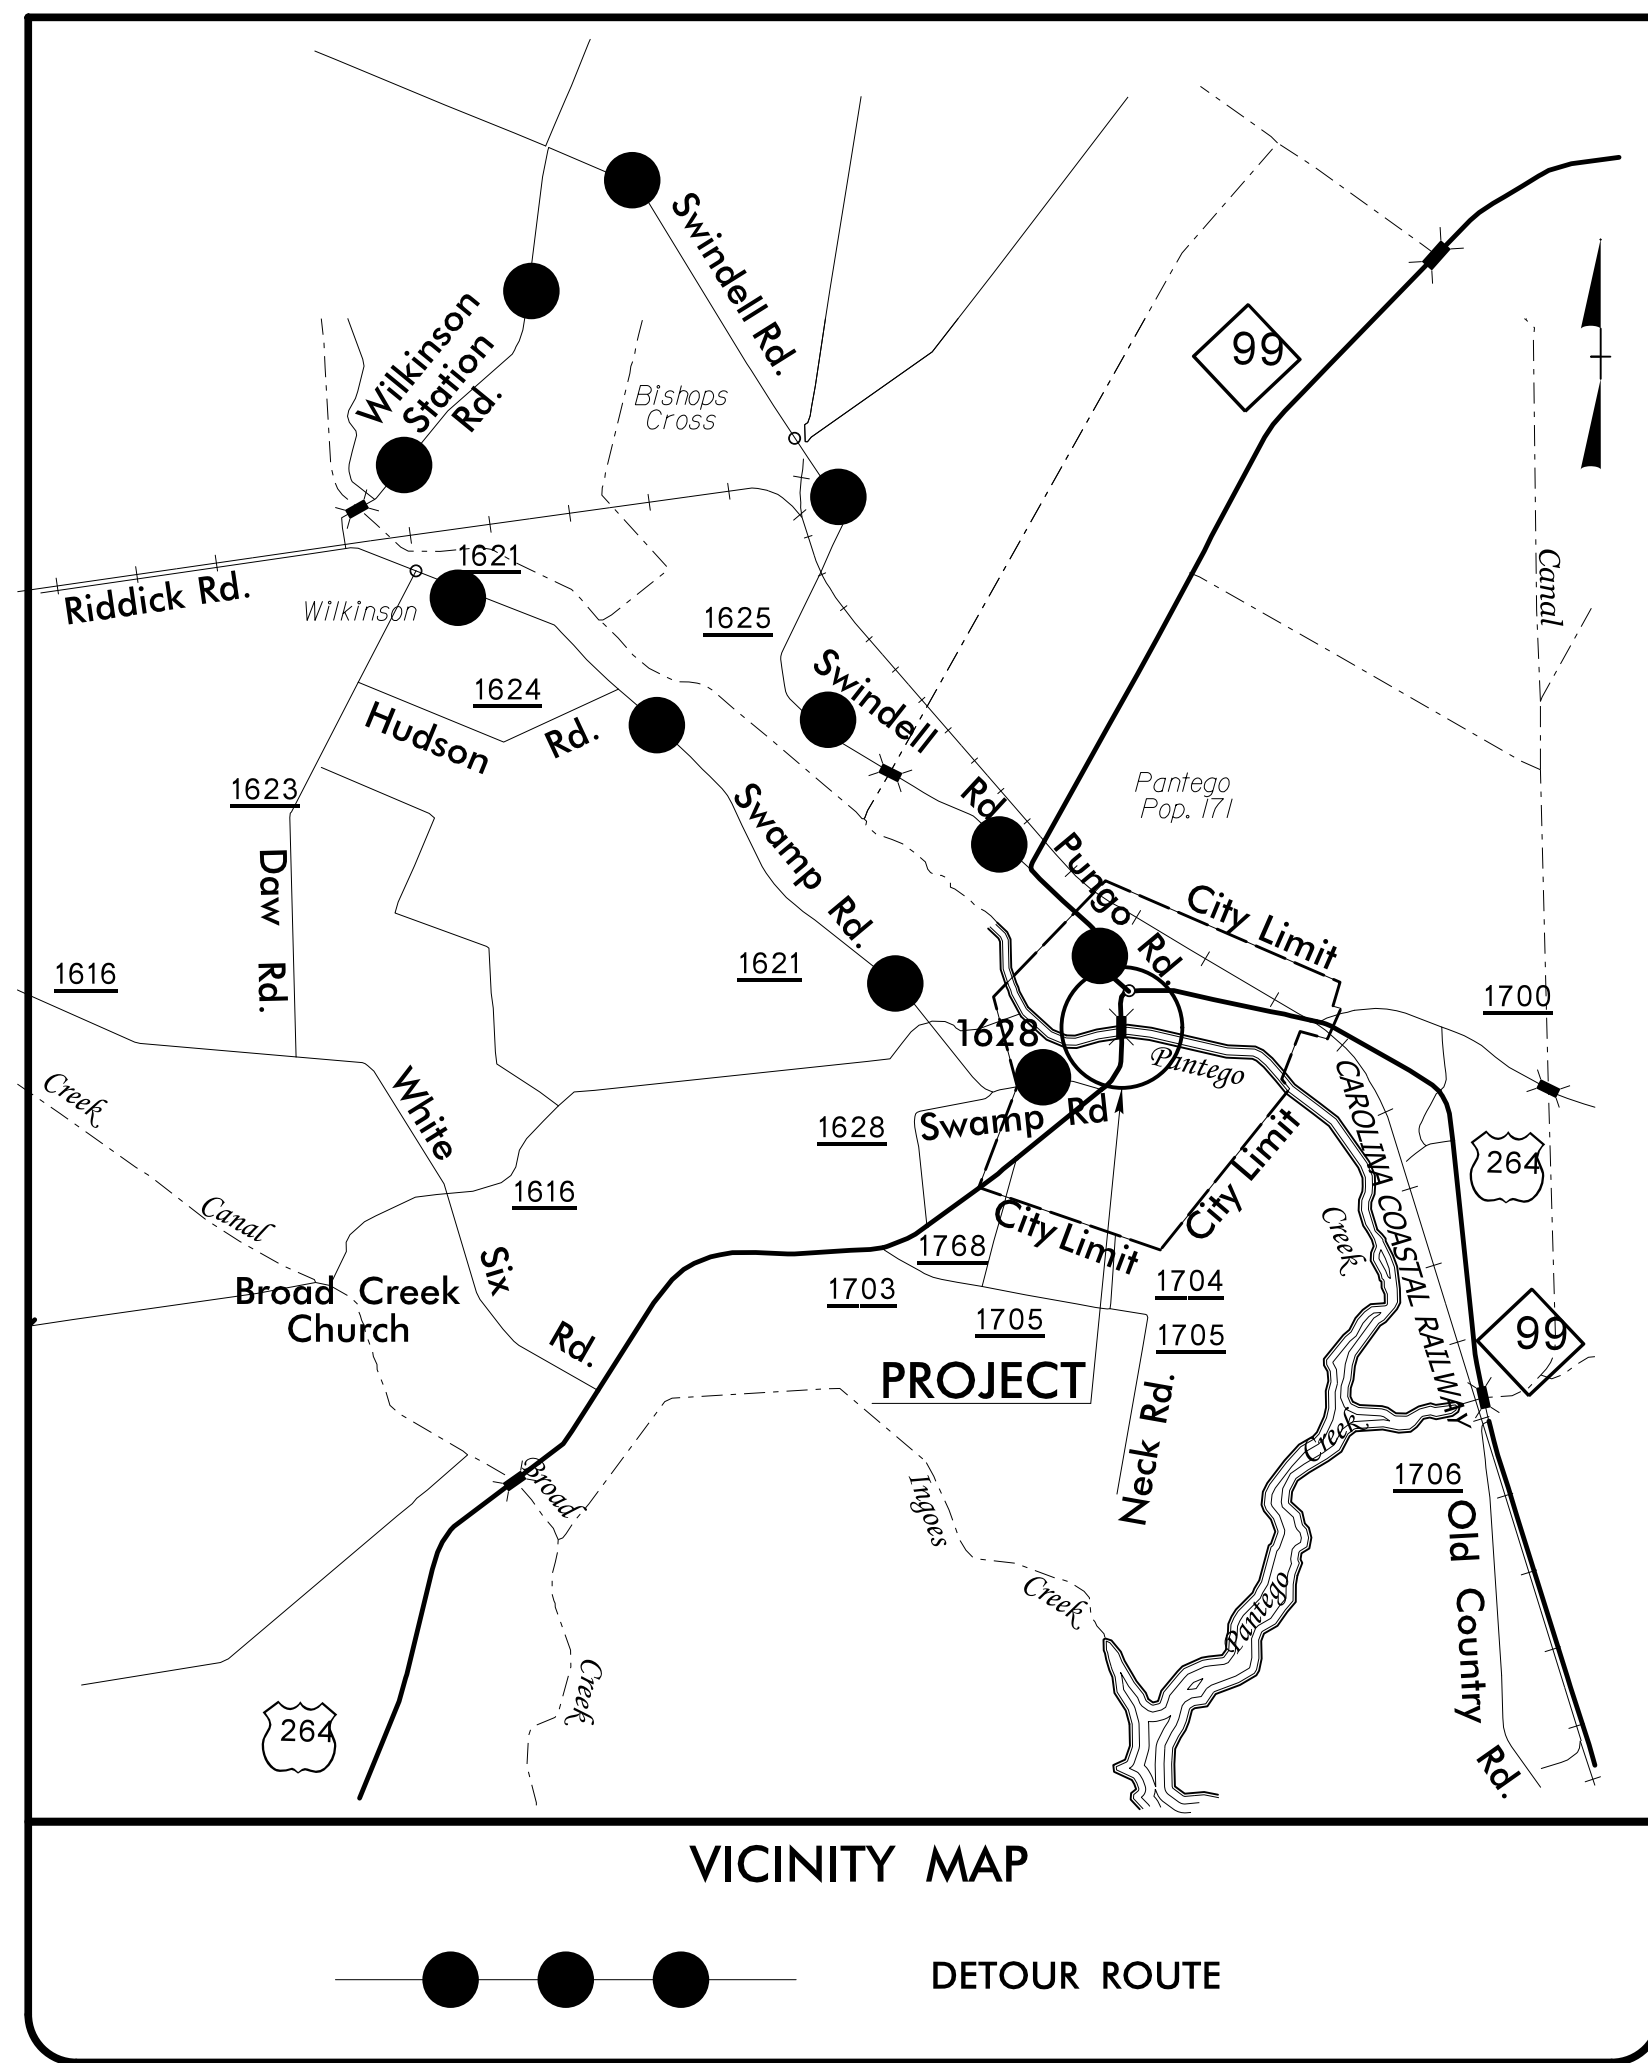 Swindell Rd.
99
Wilkinson
Station
Rd.
Bishops
Cross
1621
Canal
Riddick Rd.
Wilkinson
1625
Swindell
Rd.
1624
Hudson Rd.
1623
Pantego
Pop. 171
Swamp Rd.
Pungo Rd.
Daw Rd.
City Limit
1616
1621
1700
1628
Pantego
Creek
White
Six
Rd.
1628
Swamp Rd
CAROLINA COASTAL RAILWAY
City Limit
264
1616
Canal
City Limit
Creek
1768
Broad Creek
Church
1703
1704
1705
1705
99
PROJECT
Neck Rd.
Creek
1706
Broad
Ingoes
Old Country Rd.
Creek
Pantego
Creek
264
VICINITY MAP
DETOUR ROUTE